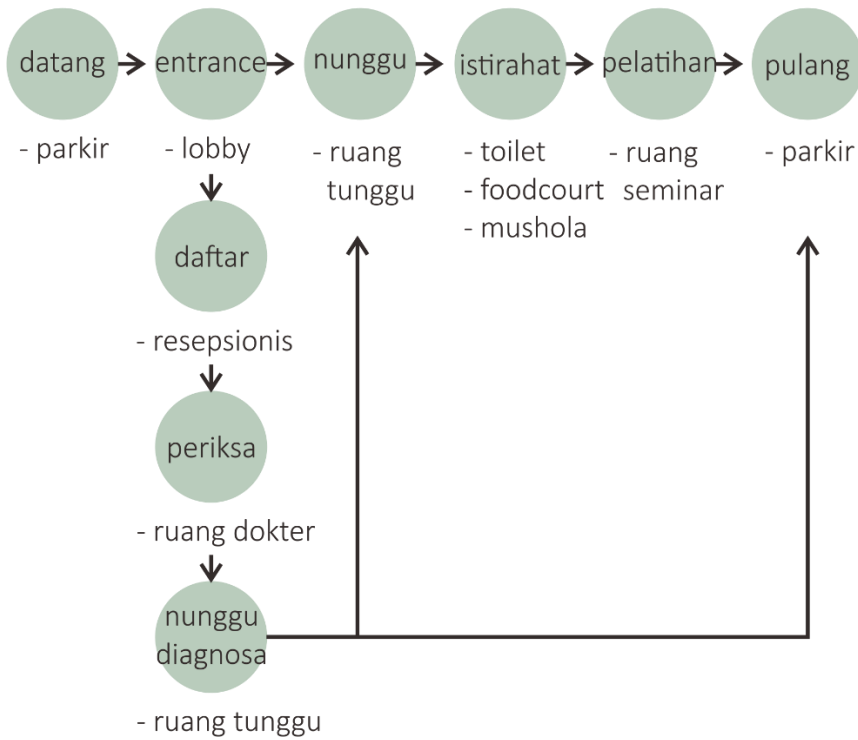 datang
entrance
nunggu
istirahat
pelatihan
pulang
- parkir
- lobby
- ruang
tunggu
- toilet
- foodcourt
- mushola
- ruang
seminar
- parkir
daftar
- resepsionis
periksa
- ruang dokter
nunggu
diagnosa
- ruang tunggu